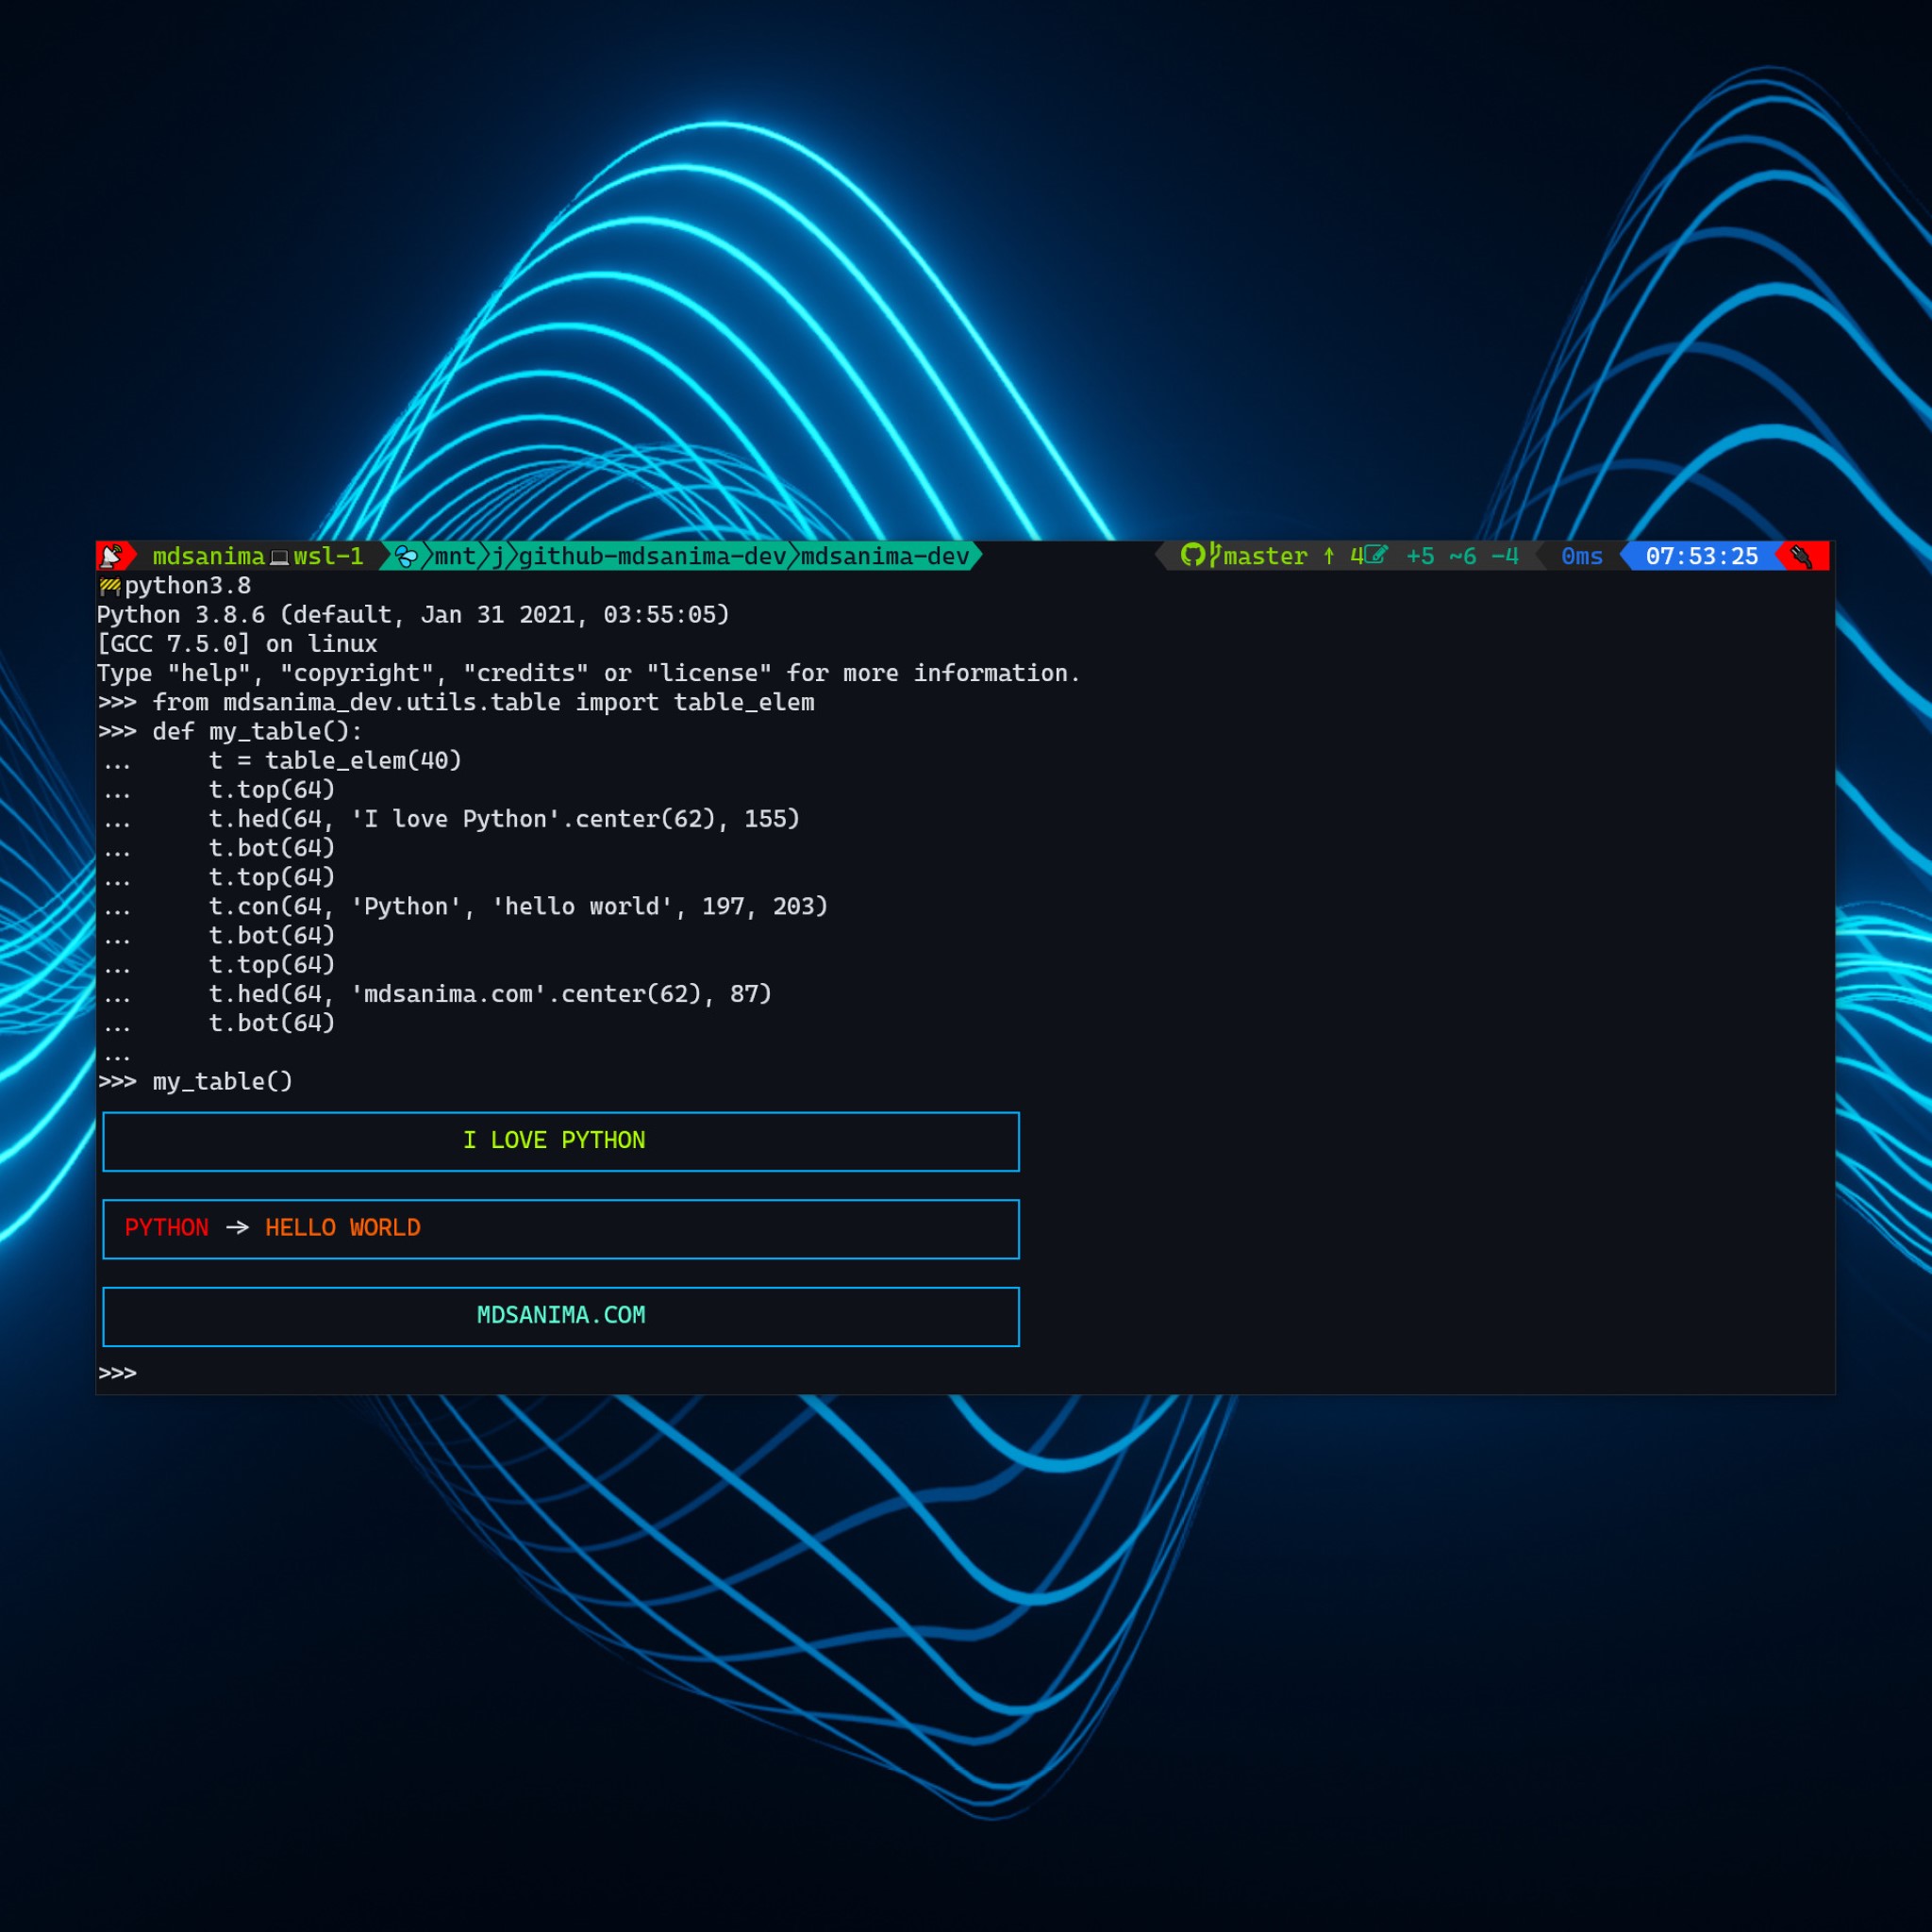 mdsanima wsl-1 mnt j github-mdsanima-dev mdsanima-dev master ↑ 4 +5 ~6 -4 0ms 07:53:25
python3.8
Python 3.8.6 (default, Jan 31 2021, 03:55:05)
[GCC 7.5.0] on linux
Type "help", "copyright", "credits" or "license" for more information.
>>> from mdsanima_dev.utils.table import table_elem
>>> def my_table():
...     t = table_elem(40)
...     t.top(64)
...     t.hed(64, 'I love Python'.center(62), 155)
...     t.bot(64)
...     t.top(64)
...     t.con(64, 'Python', 'hello world', 197, 203)
...     t.bot(64)
...     t.top(64)
...     t.hed(64, 'mdsanima.com'.center(62), 87)
...     t.bot(64)
...
>>> my_table()
I LOVE PYTHON
PYTHON → HELLO WORLD
MDSANIMA.COM
>>>